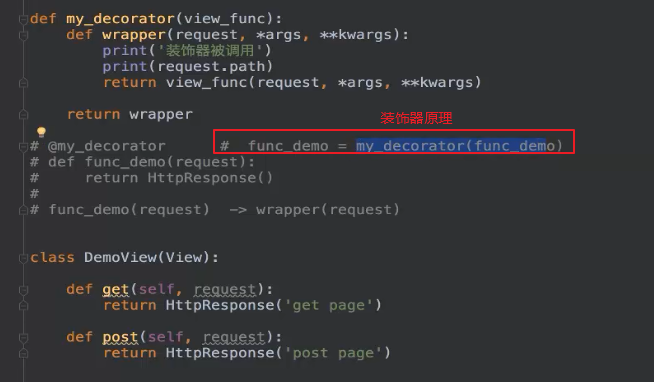 def my_decorator(view_func):
    def wrapper(request, *args, **kwargs):
        print('装饰器被调用')
        print(request.path)
        return view_func(request, *args, **kwargs)
    return wrapper
装饰器原理
# @my_decorator      #  func_demo = my_decorator(func_demo)
# def func_demo(request):
#     return HttpResponse()
#
# func_demo(request)  -> wrapper(request)
class DemoView(View):
    def get(self, request):
        return HttpResponse('get page')
    def post(self, request):
        return HttpResponse('post page')